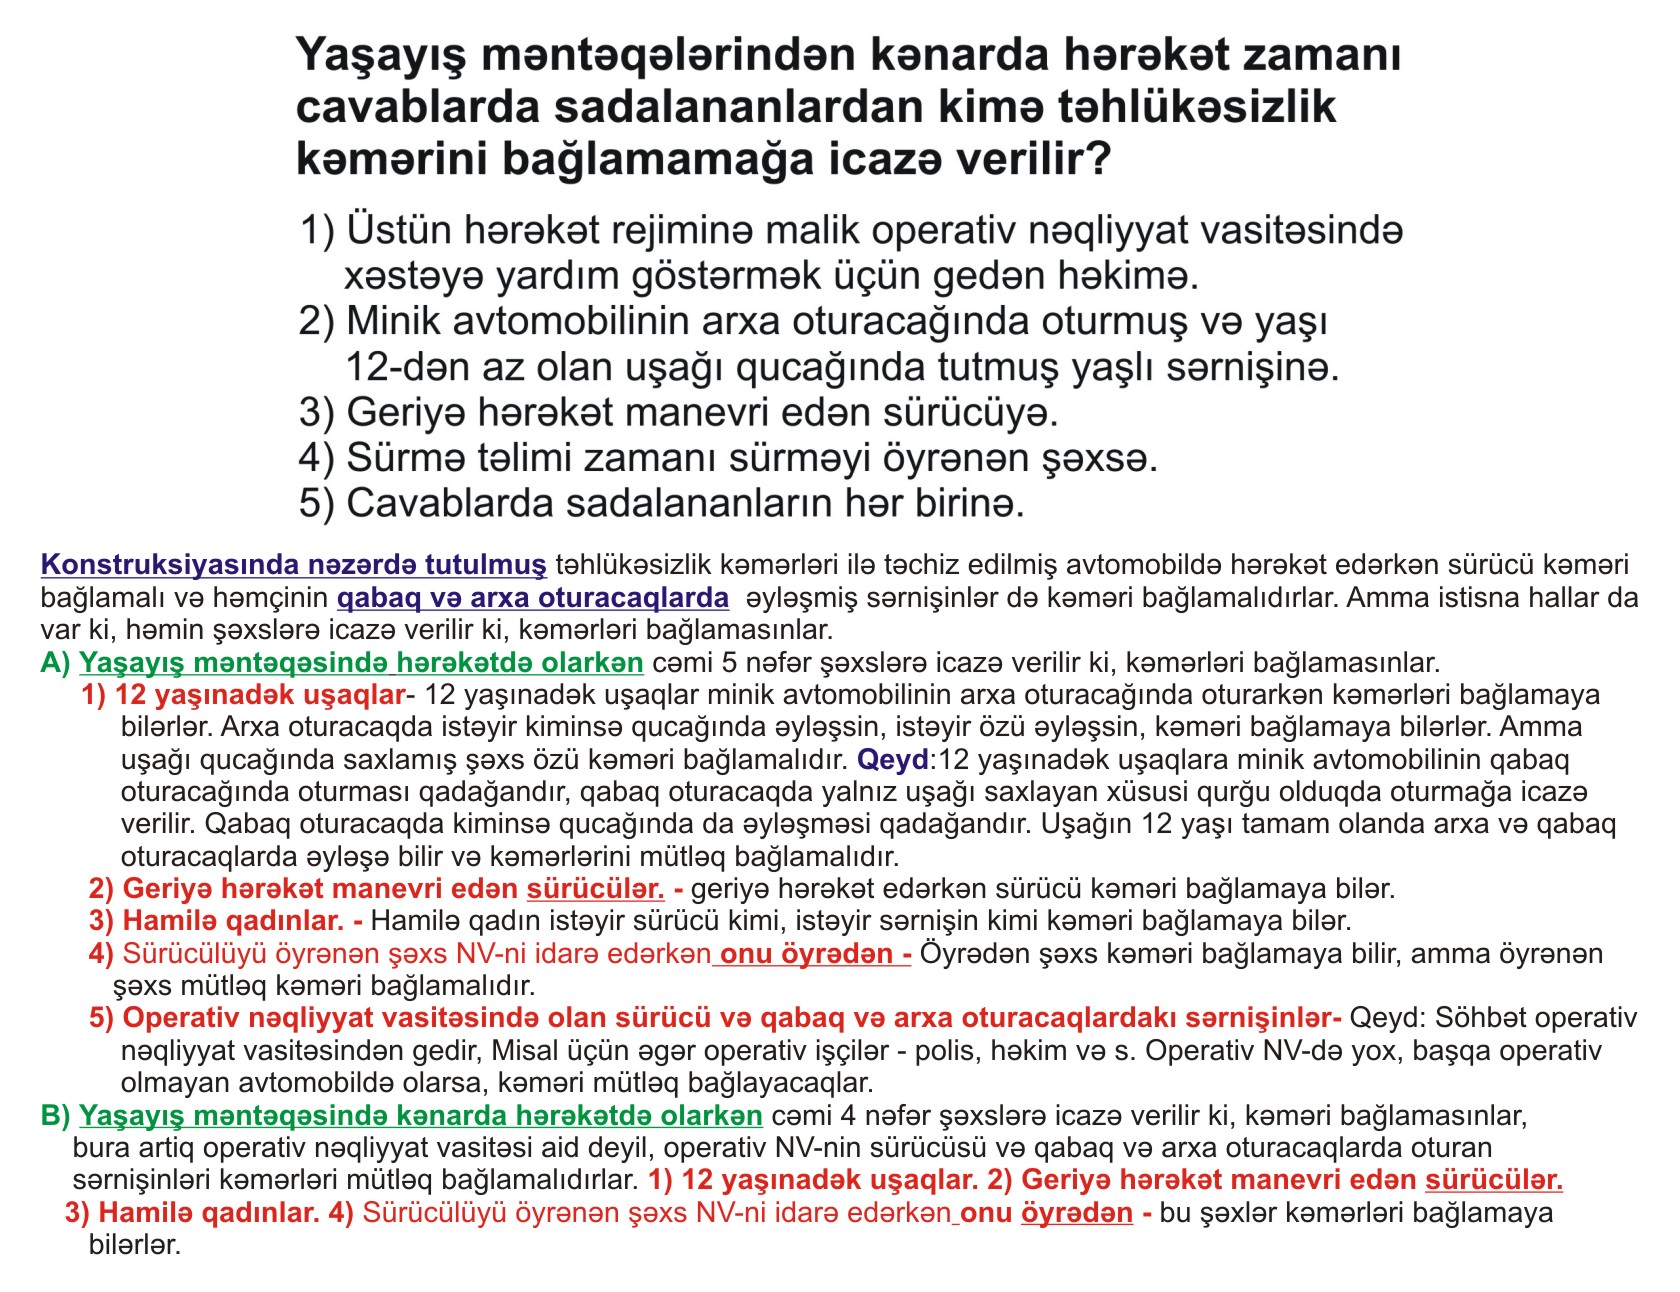 Yaşayış məntəqələrindən kənarda hərəkət zamanı
cavablarda sadalananlardan kimə təhlükəsizlik
kəmərini bağlamamağa icazə verilir?
1) Üstün hərəkət rejiminə malik operativ nəqliyyat vasitəsində
xəstəyə yardım göstərmək üçün gedən həkimə.
2) Minik avtomobilinin arxa oturacağında oturmuş və yaşı
12-dən az olan uşağı qucağında tutmuş yaşlı sərnişinə.
3) Geriyə hərəkət manevri edən sürücüyə.
4) Sürmə təlimi zamanı sürməyi öyrənən şəxsə.
5) Cavablarda sadalananların hər birinə.
Konstruksiyasında nəzərdə tutulmuş təhlükəsizlik kəmərləri ilə təchiz edilmiş avtomobildə hərəkət edərkən sürücü kəməri
bağlamalı və həmçinin qabaq və arxa oturacaqlarda əyləşmiş sərnişinlər də kəməri bağlamalıdırlar. Amma istisna hallar da
var ki, həmin şəxslərə icazə verilir ki, kəmərləri bağlamasınlar.
A) Yaşayış məntəqəsində hərəkətdə olarkən cəmi 5 nəfər şəxslərə icazə verilir ki, kəmərləri bağlamasınlar.
1) 12 yaşınadək uşaqlar- 12 yaşınadək uşaqlar minik avtomobilinin arxa oturacağında oturarkən kəmərləri bağlamaya
bilərlər. Arxa oturacaqda istəyir kiminsə qucağında əyləşsin, istəyir özü əyləşsin, kəməri bağlamaya bilərlər. Amma
uşağı qucağında saxlamış şəxs özü kəməri bağlamalıdır. Qeyd:12 yaşınadək uşaqlara minik avtomobilinin qabaq
oturacağında oturması qadağandır, qabaq oturacaqda yalnız uşağı saxlayan xüsusi qurğu olduqda oturmağa icazə
verilir. Qabaq oturacaqda kiminsə qucağında da əyləşməsi qadağandır. Uşağın 12 yaşı tamam olanda arxa və qabaq
oturacaqlarda əyləşə bilir və kəmərlərini mütləq bağlamalıdır.
2) Geriyə hərəkət manevri edən sürücülər. - geriyə hərəkət edərkən sürücü kəməri bağlamaya bilər.
3) Hamilə qadınlar. - Hamilə qadın istəyir sürücü kimi, istəyir sərnişin kimi kəməri bağlamaya bilər.
4) Sürücülüyü öyrənən şəxs NV-ni idarə edərkən onu öyrədən - Öyrədən şəxs kəməri bağlamaya bilir, amma öyrənən
şəxs mütləq kəməri bağlamalıdır.
5) Operativ nəqliyyat vasitəsində olan sürücü və qabaq və arxa oturacaqlardakı sərnişinlər- Qeyd: Söhbət operativ
nəqliyyat vasitəsindən gedir, Misal üçün əgər operativ işçilər - polis, həkim və s. Operativ NV-də yox, başqa operativ
olmayan avtomobildə olarsa, kəməri mütləq bağlayacaqlar.
B) Yaşayış məntəqəsində kənarda hərəkətdə olarkən cəmi 4 nəfər şəxslərə icazə verilir ki, kəməri bağlamasınlar,
bura artiq operativ nəqliyyat vasitəsi aid deyil, operativ NV-nin sürücüsü və qabaq və arxa oturacaqlarda oturan
sərnişinləri kəmərləri mütləq bağlamalıdırlar. 1) 12 yaşınadək uşaqlar. 2) Geriyə hərəkət manevri edən sürücülər.
3) Hamilə qadınlar. 4) Sürücülüyü öyrənən şəxs NV-ni idarə edərkən onu öyrədən - bu şəxlər kəmərləri bağlamaya
bilərlər.